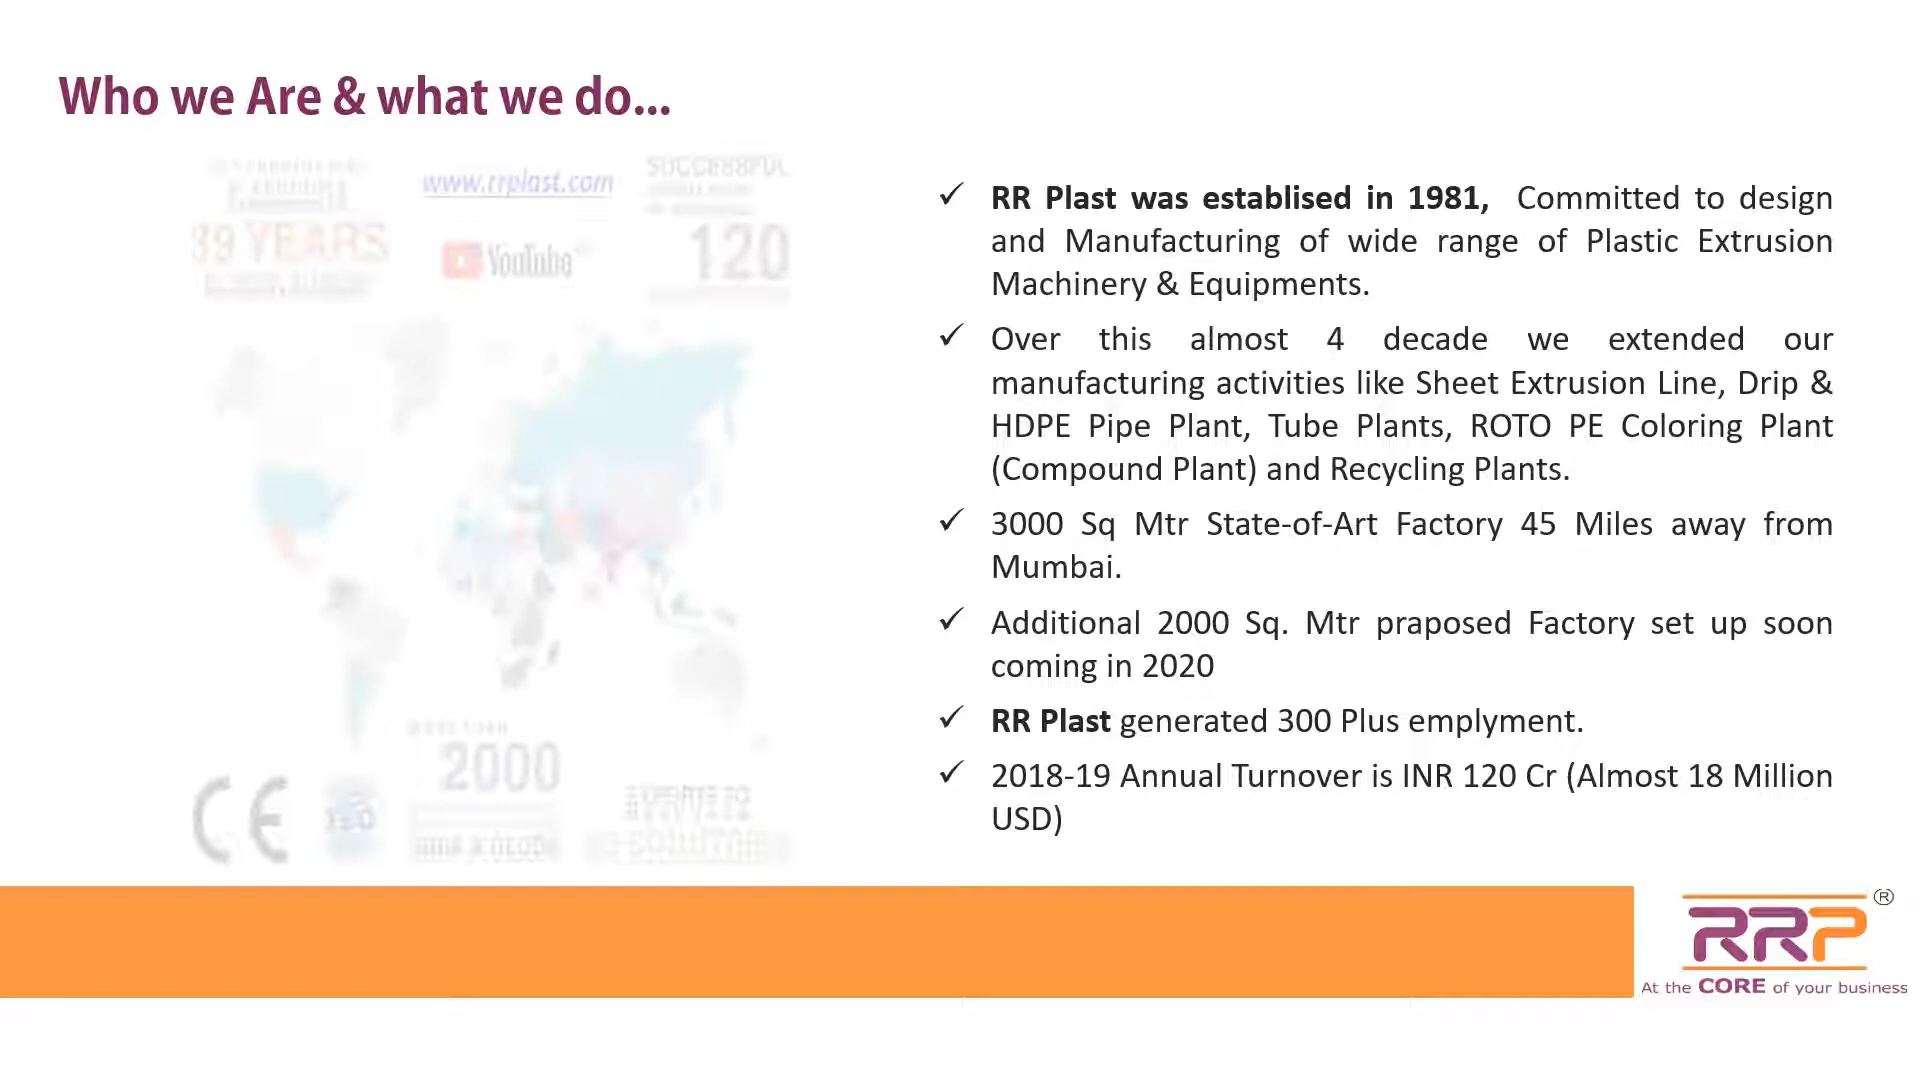 Who we Are & what we do...
www.rrplast.com
39 YEARS
YouTube
SUCCESSFUL
120
2000
CE
ISO
✓ RR Plast was establised in 1981, Committed to design
and Manufacturing of wide range of Plastic Extrusion
Machinery & Equipments.
✓ Over this almost 4 decade we extended our
manufacturing activities like Sheet Extrusion Line, Drip &
HDPE Pipe Plant, Tube Plants, ROTO PE Coloring Plant
(Compound Plant) and Recycling Plants.
✓ 3000 Sq Mtr State-of-Art Factory 45 Miles away from
Mumbai.
✓ Additional 2000 Sq. Mtr praposed Factory set up soon
coming in 2020
✓ RR Plast generated 300 Plus emplyment.
✓ 2018-19 Annual Turnover is INR 120 Cr (Almost 18 Million
USD)
RRP ®
At the CORE of your business